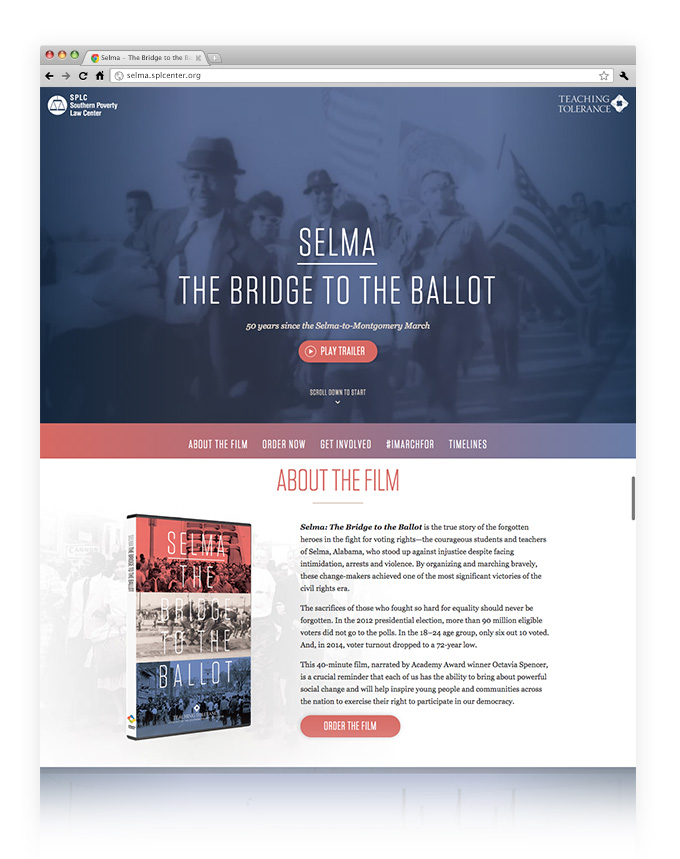 Selma – The Bridge to the Ba
selma.splcenter.org
SPLC
Southern Poverty
Law Center
TEACHING
TOLERANCE
SELMA
THE BRIDGE TO THE BALLOT
50 years since the Selma-to-Montgomery March
PLAY TRAILER
SCROLL DOWN TO START
ABOUT THE FILM ORDER NOW GET INVOLVED #IMARCHFOR TIMELINES
ABOUT THE FILM
SELMA THE BRIDGE TO THE BALLOT
SELMA
THE
BRIDGE
TO THE
BALLOT
TEACHING TOLERANCE
DVD
Selma: The Bridge to the Ballot is the true story of the forgotten
heroes in the fight for voting rights—the courageous students and teachers
of Selma, Alabama, who stood up against injustice despite facing
intimidation, arrests and violence. By organizing and marching bravely,
these change-makers achieved one of the most significant victories of the
civil rights era.
The sacrifices of those who fought so hard for equality should never be
forgotten. In the 2012 presidential election, more than 90 million eligible
voters did not go to the polls. In the 18–24 age group, only six out 10 voted.
And, in 2014, voter turnout dropped to a 72-year low.
This 40-minute film, narrated by Academy Award winner Octavia Spencer,
is a crucial reminder that each of us has the ability to bring about powerful
social change and will help inspire young people and communities across
the nation to exercise their right to participate in our democracy.
ORDER THE FILM